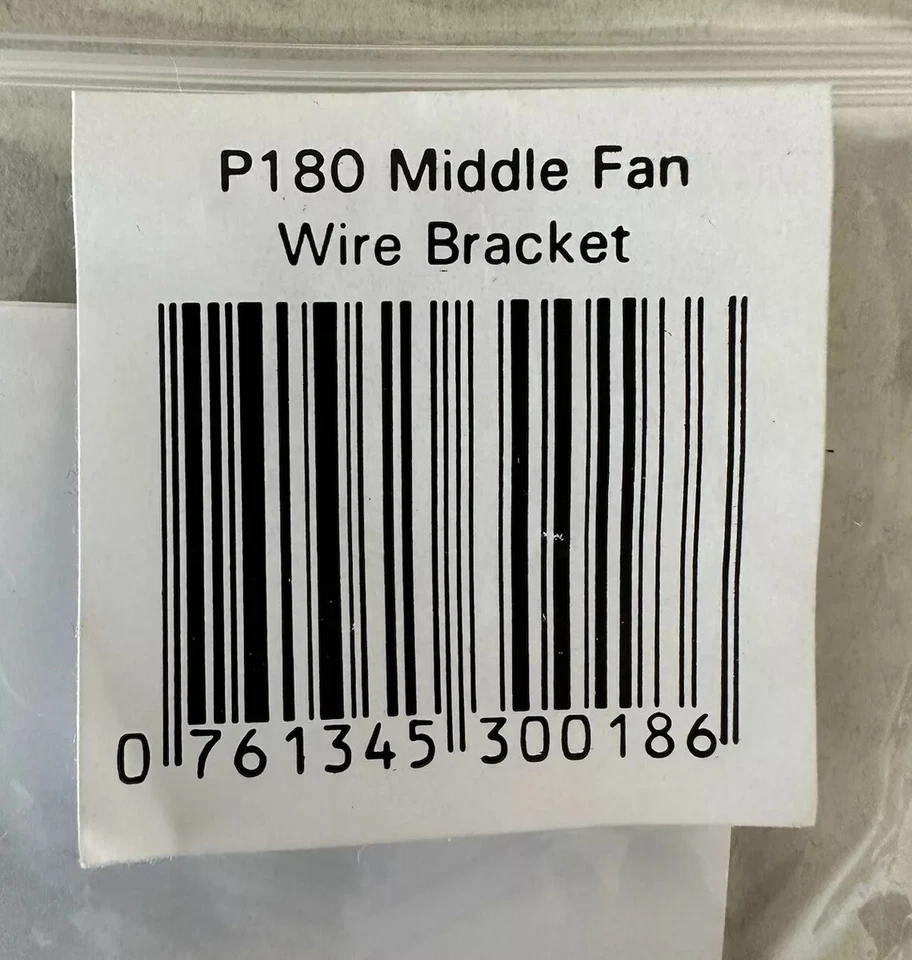 P180 Middle Fan
Wire Bracket
0 761345 300186